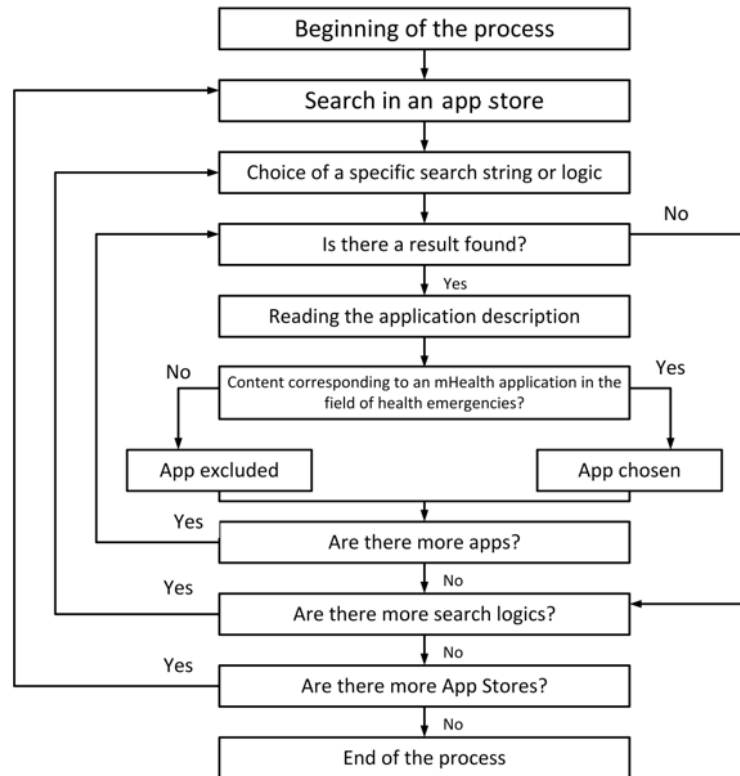 Beginning of the process
Search in an app store
Choice of a specific search string or logic
No
Is there a result found?
Yes
Reading the application description
No
Content corresponding to an mHealth application in the
field of health emergencies?
Yes
App excluded
App chosen
Yes
Are there more apps?
No
Yes
Are there more search logics?
No
Yes
Are there more App Stores?
No
End of the process